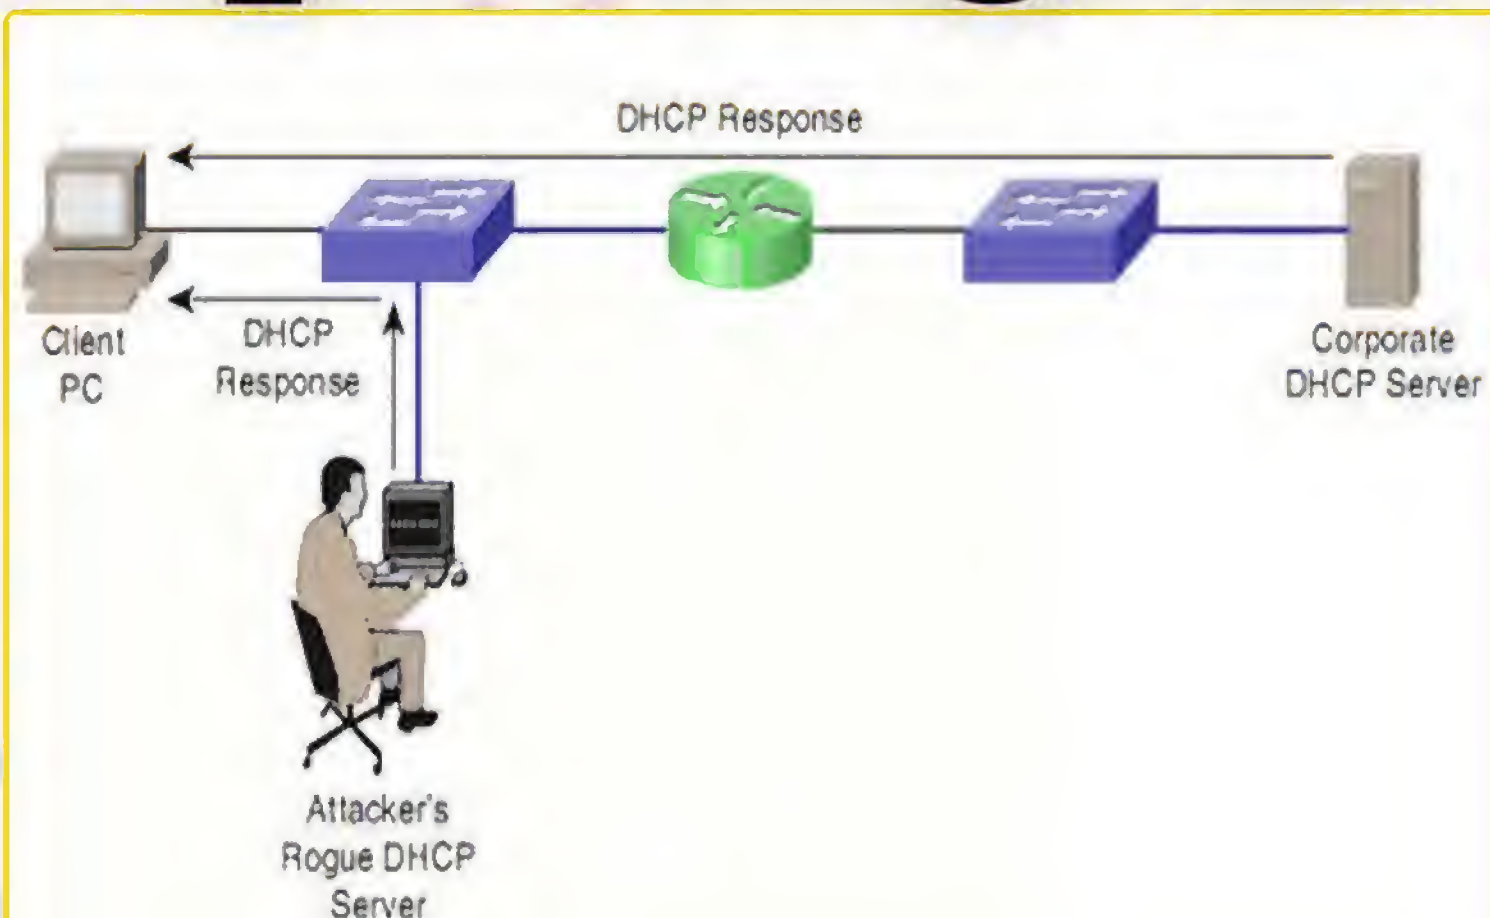 DHCP Response
Client
PC
DHCP
Response
Corporate
DHCP Server
Attacker's
Rogue DHCP
Server